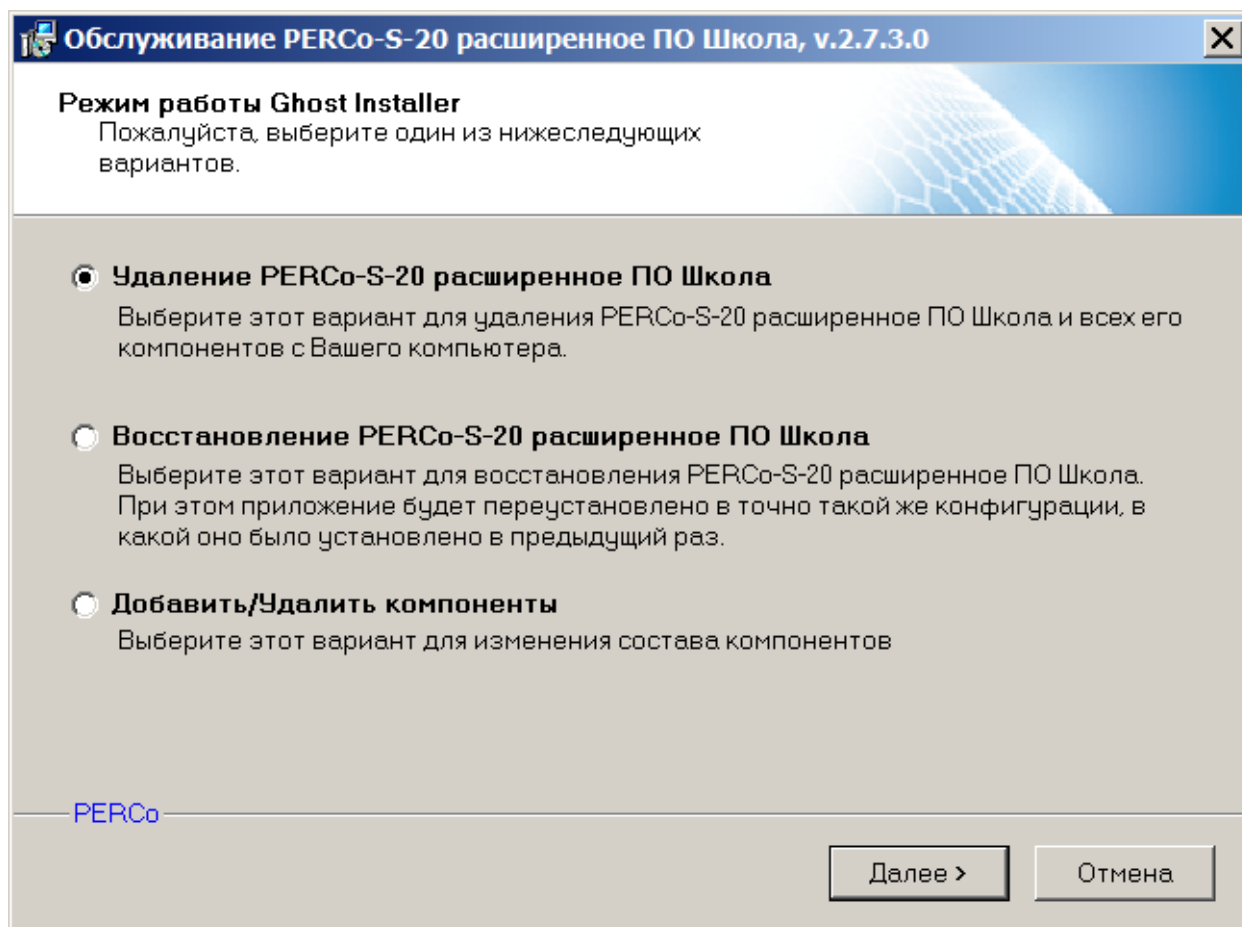 Обслуживание PERCo-S-20 расширенное ПО Школа, v.2.7.3.0
Режим работы Ghost Installer
Пожалуйста, выберите один из нижеследующих
вариантов.
Удаление PERCo-S-20 расширенное ПО Школа
Выберите этот вариант для удаления PERCo-S-20 расширенное ПО Школа и всех его
компонентов с Вашего компьютера.
Восстановление PERCo-S-20 расширенное ПО Школа
Выберите этот вариант для восстановления PERCo-S-20 расширенное ПО Школа.
При этом приложение будет переустановлено в точно такой же конфигурации, в
какой оно было установлено в предыдущий раз.
Добавить/Удалить компоненты
Выберите этот вариант для изменения состава компонентов
PERCo
Далее >
Отмена